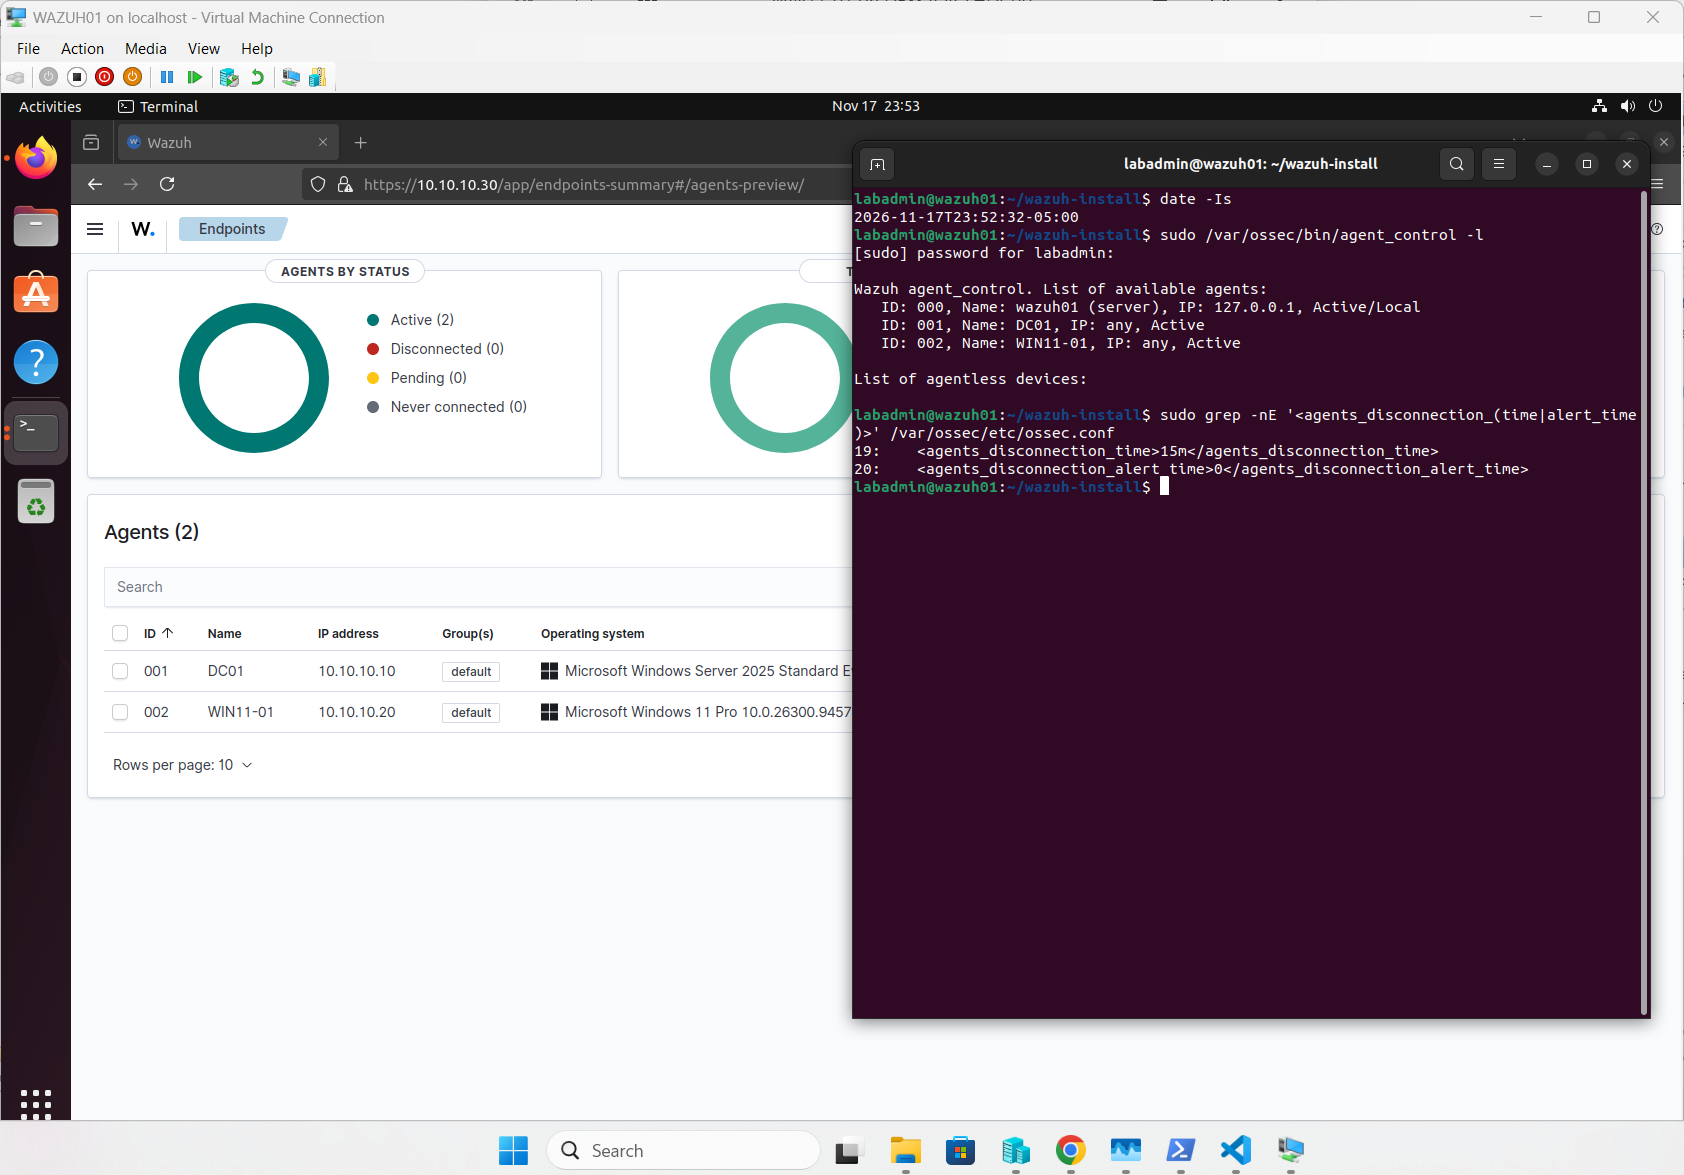 WAZUH01 on localhost - Virtual Machine Connection
File Action Media View Help
Activities Terminal Nov 17 23:53
Wazuh
https://10.10.10.30/app/endpoints-summary#/agents-preview/
W. Endpoints
AGENTS BY STATUS
Active (2)
Disconnected (0)
Pending (0)
Never connected (0)
T
Agents (2)
Search
ID Name IP address Group(s) Operating system
001 DC01 10.10.10.10 default Microsoft Windows Server 2025 Standard E
002 WIN11-01 10.10.10.20 default Microsoft Windows 11 Pro 10.0.26300.9457
Rows per page: 10
labadmin@wazuh01: ~/wazuh-install
labadmin@wazuh01:~/wazuh-install$ date -Is
2026-11-17T23:52:32-05:00
labadmin@wazuh01:~/wazuh-install$ sudo /var/ossec/bin/agent_control -l
[sudo] password for labadmin:
Wazuh agent_control. List of available agents:
ID: 000, Name: wazuh01 (server), IP: 127.0.0.1, Active/Local
ID: 001, Name: DC01, IP: any, Active
ID: 002, Name: WIN11-01, IP: any, Active
List of agentless devices:
labadmin@wazuh01:~/wazuh-install$ sudo grep -nE '<agents_disconnection_(time|alert_time
)>' /var/ossec/etc/ossec.conf
19: <agents_disconnection_time>15m</agents_disconnection_time>
20: <agents_disconnection_alert_time>0</agents_disconnection_alert_time>
labadmin@wazuh01:~/wazuh-install$
Search